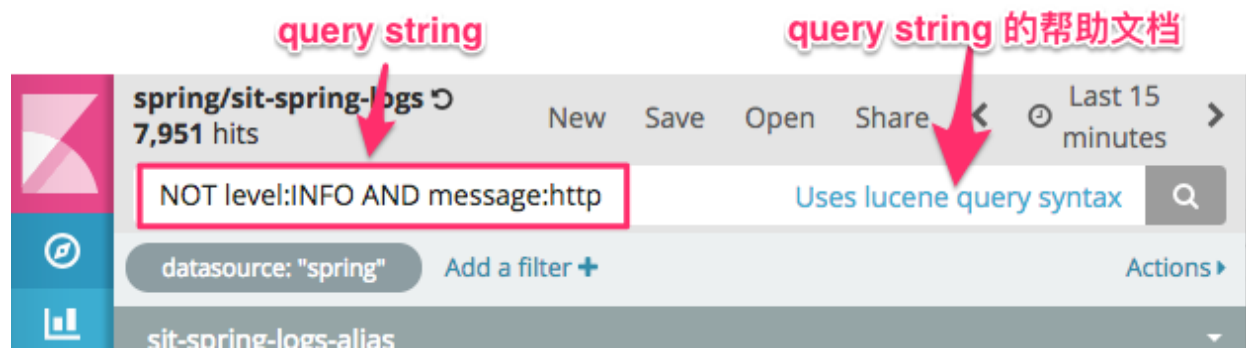 query string
query string 的帮助文档
spring/sit-spring-logs
7,951 hits
New
Save
Open
Share
Last 15
minutes
NOT level:INFO AND message:http
Uses lucene query syntax
datasource: "spring"
Add a filter +
Actions
sit-spring-logs-alias